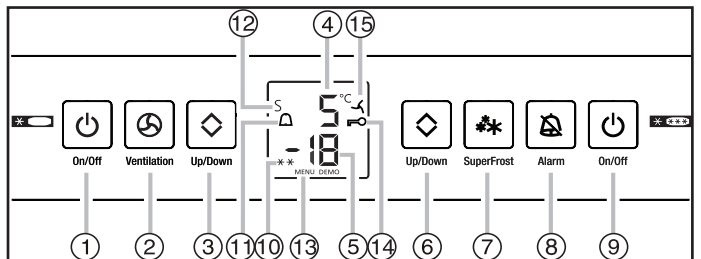 ⑫ ④ ⑮
S 5 °C
-18
** MENU DEMO
On/Off Ventilation Up/Down Up/Down SuperFrost Alarm On/Off
① ② ③ ⑪ ⑩ ⑬ ⑤ ⑭ ⑥ ⑦ ⑧ ⑨